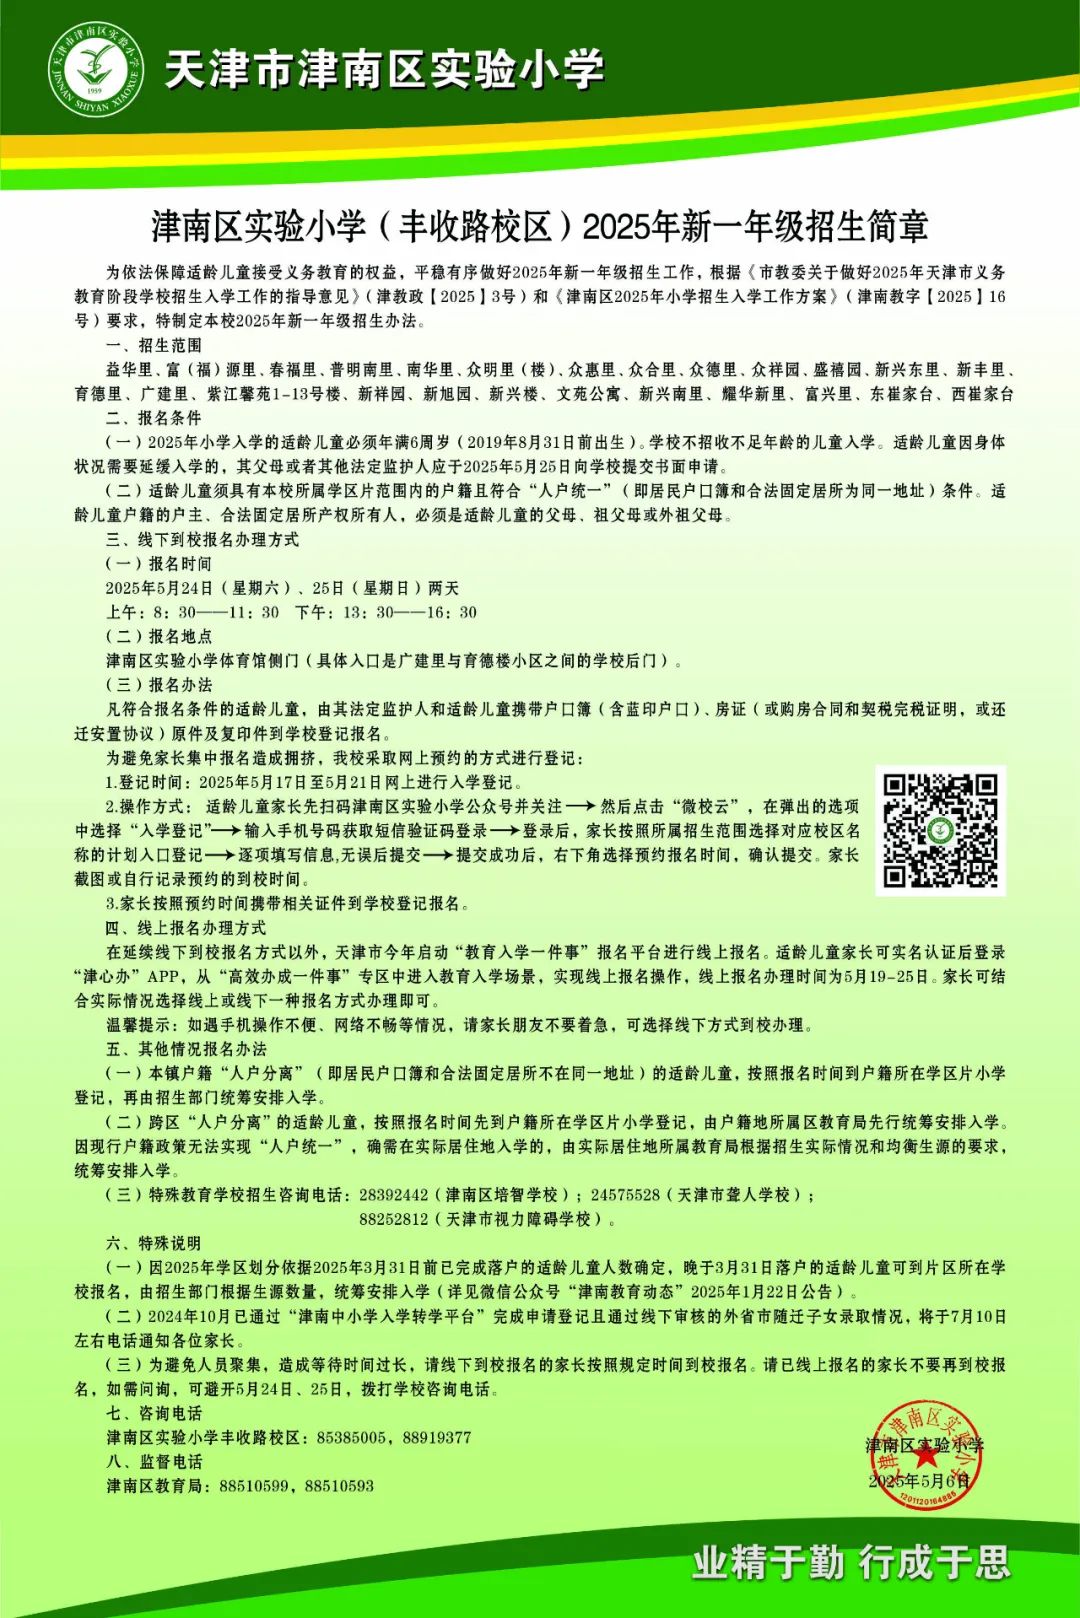 天津市津南区实验小学
JINNAN SHIYAN XIAOXUE
1959
天津市津南区实验小学
津南区实验小学（丰收路校区）2025年新一年级招生简章
为依法保障适龄儿童接受义务教育的权益，平稳有序做好2025年新一年级招生工作，根据《市教委关于做好2025年天津市义务
教育阶段学校招生入学工作的指导意见》（津教政【2025】3号）和《津南区2025年小学招生入学工作方案》（津南教字【2025】16
号）要求，特制定本校2025年新一年级招生办法。
一、招生范围
益华里、富（福）源里、春福里、普明南里、南华里、众明里（楼）、众惠里、众合里、众德里、众祥园、盛禧园、新兴东里、新丰里、
育德里、广建里、紫江馨苑1-13号楼、新祥园、新旭园、新兴楼、文苑公寓、新兴南里、耀华新里、富兴里、东崔家台、西崔家台
二、报名条件
（一）2025年小学入学的适龄儿童必须年满6周岁（2019年8月31日前出生）。学校不招收不足年龄的儿童入学。适龄儿童因身体
状况需要延缓入学的，其父母或者其他法定监护人应于2025年5月25日向学校提交书面申请。
（二）适龄儿童须具有本校所属学区片范围内的户籍且符合“人户统一”（即居民户口簿和合法固定居所为同一地址）条件。适
龄儿童户籍的户主、合法固定居所产权所有人，必须是适龄儿童的父母、祖父母或外祖父母。
三、线下到校报名办理方式
（一）报名时间
2025年5月24日（星期六）、25日（星期日）两天
上午：8：30——11：30 下午：13：30——16：30
（二）报名地点
津南区实验小学体育馆侧门（具体入口是广建里与育德楼小区之间的学校后门）。
（三）报名办法
凡符合报名条件的适龄儿童，由其法定监护人和适龄儿童携带户口簿（含蓝印户口）、房证（或购房合同和契税完税证明，或还
迁安置协议）原件及复印件到学校登记报名。
为避免家长集中报名造成拥挤，我校采取网上预约的方式进行登记：
1.登记时间：2025年5月17日至5月21日网上进行入学登记。
2.操作方式： 适龄儿童家长先扫码津南区实验小学公众号并关注→然后点击“微校云”，在弹出的选项
中选择“入学登记”→输入手机号码获取短信验证码登录→登录后，家长按照所属招生范围选择对应校区名
称的计划入口登记→逐项填写信息,无误后提交→提交成功后，右下角选择预约报名时间，确认提交。家长
截图或自行记录预约的到校时间。
3.家长按照预约时间携带相关证件到学校登记报名。
四、线上报名办理方式
在延续线下到校报名方式以外，天津市今年启动“教育入学一件事”报名平台进行线上报名。适龄儿童家长可实名认证后登录
“津心办”APP，从“高效办成一件事”专区中进入教育入学场景，实现线上报名操作，线上报名办理时间为5月19-25日。家长可结
合实际情况选择线上或线下一种报名方式办理即可。
温馨提示：如遇手机操作不便、网络不畅等情况，请家长朋友不要着急，可选择线下方式到校办理。
五、其他情况报名办法
（一）本镇户籍“人户分离”（即居民户口簿和合法固定居所不在同一地址）的适龄儿童，按照报名时间到户籍所在学区片小学
登记，再由招生部门统筹安排入学。
（二）跨区“人户分离”的适龄儿童，按照报名时间先到户籍所在学区片小学登记，由户籍地所属区教育局先行统筹安排入学。
因现行户籍政策无法实现“人户统一”，确需在实际居住地入学的，由实际居住地所属教育局根据招生实际情况和均衡生源的要求，
统筹安排入学。
（三）特殊教育学校招生咨询电话：28392442（津南区培智学校）；24575528（天津市聋人学校）；
88252812（天津市视力障碍学校）。
六、特殊说明
（一）因2025年学区划分依据2025年3月31日前已完成落户的适龄儿童人数确定，晚于3月31日落户的适龄儿童可到片区所在学
校报名，由招生部门根据生源数量，统筹安排入学（详见微信公众号“津南教育动态”2025年1月22日公告）。
（二）2024年10月已通过“津南中小学入学转学平台”完成申请登记且通过线下审核的外省市随迁子女录取情况，将于7月10日
左右电话通知各位家长。
（三）为避免人员聚集，造成等待时间过长，请线下到校报名的家长按照规定时间到校报名。请已线上报名的家长不要再到校报
名，如需问询，可避开5月24日、25日，拨打学校咨询电话。
七、咨询电话
津南区实验小学丰收路校区：85385005，88919377
八、监督电话
津南区教育局：88510599，88510593
津南区实验小学
2025年5月6日
天津市津南区实验小学
1201120164885
业精于勤 行成于思